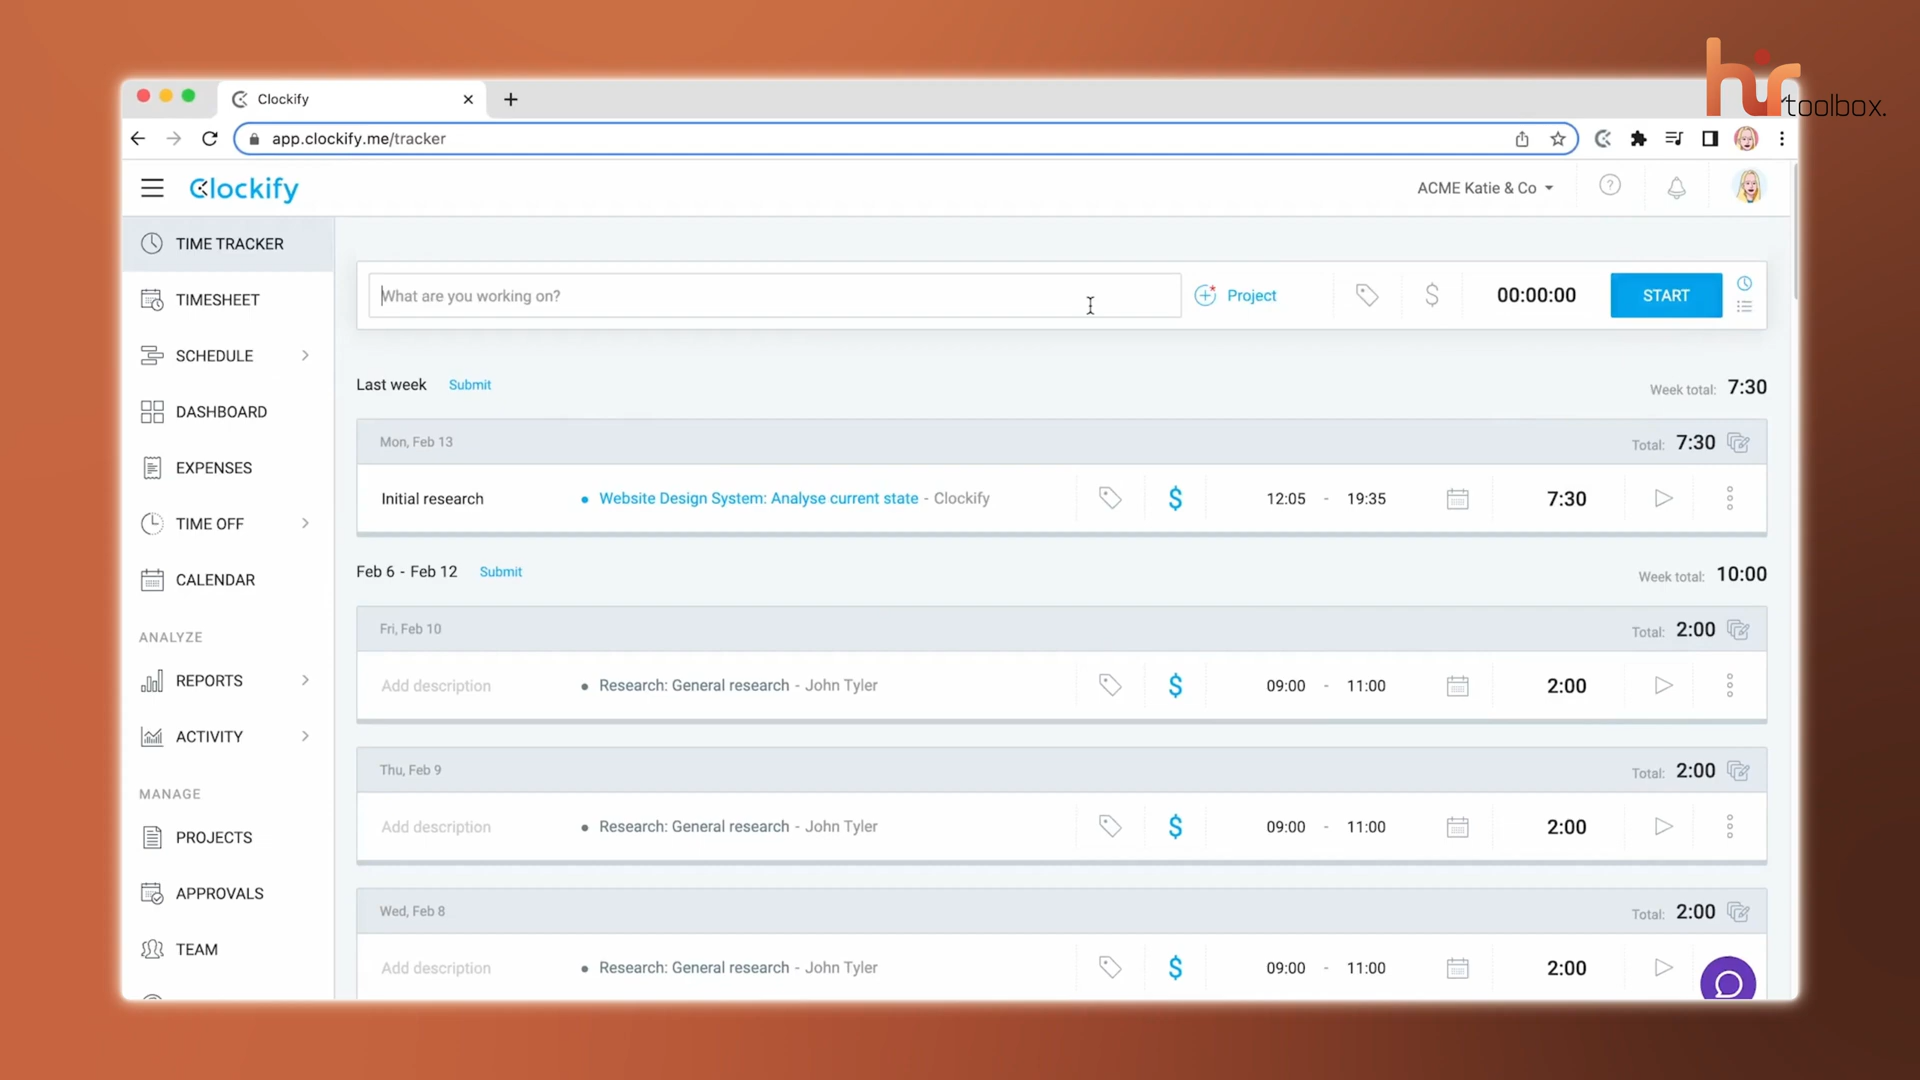 hr toolbox.
Clockify
app.clockify.me/tracker
Clockify
ACME Katie & Co
TIME TRACKER
TIMESHEET
SCHEDULE
DASHBOARD
EXPENSES
TIME OFF
CALENDAR
ANALYZE
REPORTS
ACTIVITY
MANAGE
PROJECTS
APPROVALS
TEAM
What are you working on? Project $ 00:00:00 START
Last week Submit Week total: 7:30
Mon, Feb 13 Total: 7:30
Initial research • Website Design System: Analyse current state - Clockify $ 12:05 - 19:35 7:30
Feb 6 - Feb 12 Submit Week total: 10:00
Fri, Feb 10 Total: 2:00
Add description • Research: General research - John Tyler $ 09:00 - 11:00 2:00
Thu, Feb 9 Total: 2:00
Add description • Research: General research - John Tyler $ 09:00 - 11:00 2:00
Wed, Feb 8 Total: 2:00
Add description • Research: General research - John Tyler $ 09:00 - 11:00 2:00